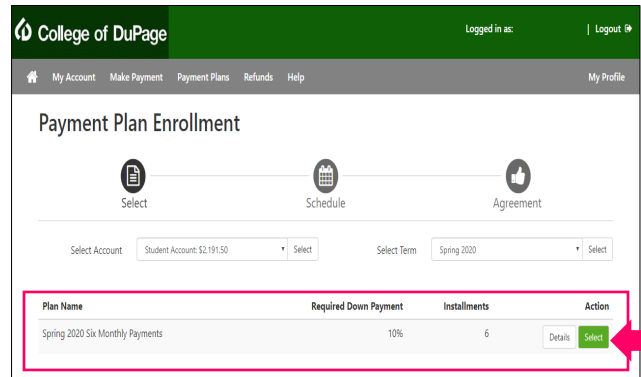 College of DuPage
Logged in as: | Logout
My Account Make Payment Payment Plans Refunds Help My Profile
Payment Plan Enrollment
Select Schedule Agreement
Select Account Student Account: $2,191.50 Select Select Term Spring 2020 Select
Plan Name Required Down Payment Installments Action
Spring 2020 Six Monthly Payments 10% 6 Details Select